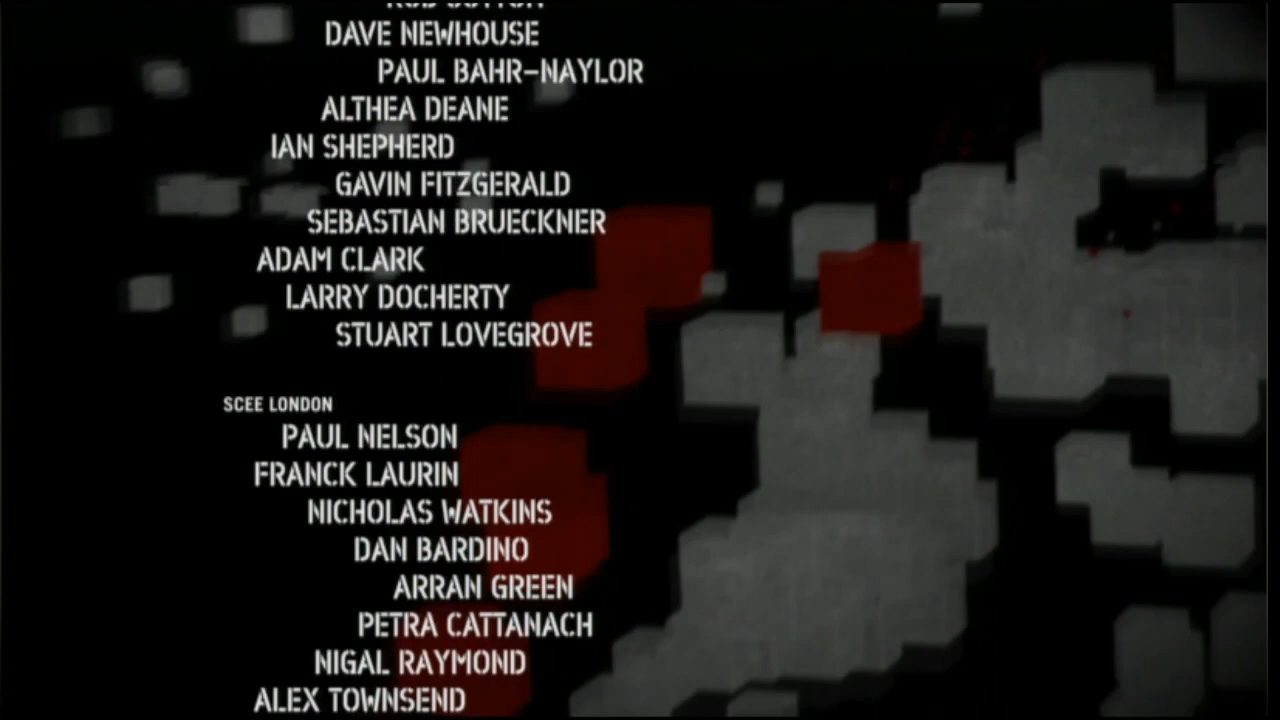 DAVE NEWHOUSE
PAUL BAHR-NAYLOR
ALTHEA DEANE
IAN SHEPHERD
GAVIN FITZGERALD
SEBASTIAN BRUECKNER
ADAM CLARK
LARRY DOCHERTY
STUART LOVEGROVE
SCEE LONDON
PAUL NELSON
FRANCK LAURIN
NICHOLAS WATKINS
DAN BARDINO
ARRAN GREEN
PETRA CATTANACH
NIGAL RAYMOND
ALEX TOWNSEND